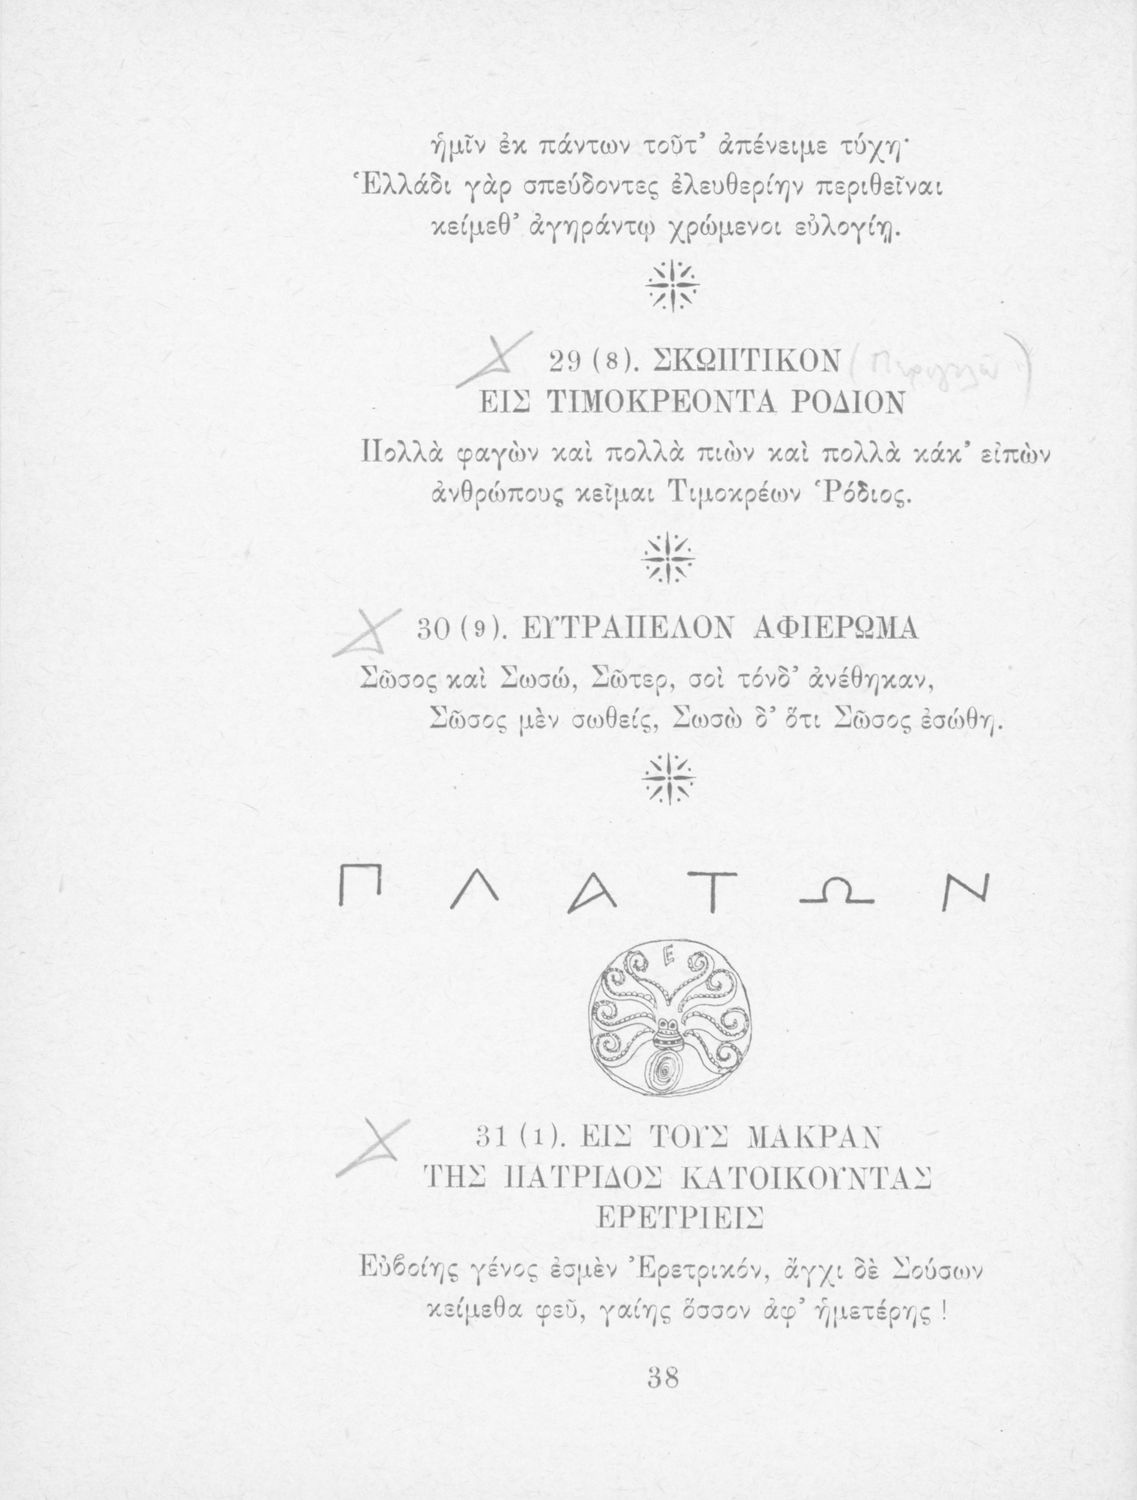 ἡμῖν ἐκ πάντων τοῦτ’ ἀπένειμε τύχη·
Ἑλλάδι γὰρ σπεύδοντες ἐλευθερίην περιθεῖναι
κείμεθ’ ἀγηράντῳ χρώμενοι εὐλογίῃ.
29 (8). ΣΚΩΠΤΙΚΟΝ
ΕΙΣ ΤΙΜΟΚΡΕΟΝΤΑ ΡΟΔΙΟΝ
Πολλὰ φαγὼν καὶ πολλὰ πιὼν καὶ πολλὰ κάκ’ εἰπὼν
ἀνθρώπους κεῖμαι Τιμοκρέων Ῥόδιος.
30 (9). ΕΥΤΡΑΠΕΛΟΝ ΑΦΙΕΡΩΜΑ
Σῶσος καὶ Σωσώ, Σῶτερ, σοὶ τόνδ’ ἀνέθηκαν,
Σῶσος μὲν σωθείς, Σωσὼ δ’ ὅτι Σῶσος ἐσώθη.
ΠΛΑΤΩΝ
Ε
31 (1). ΕΙΣ ΤΟΥΣ ΜΑΚΡΑΝ
ΤΗΣ ΠΑΤΡΙΔΟΣ ΚΑΤΟΙΚΟΥΝΤΑΣ
ΕΡΕΤΡΙΕΙΣ
Εὐβοίης γένος ἐσμὲν Ἐρετρικόν, ἄγχι δὲ Σούσων
κείμεθα φεῦ, γαίης ὅσσον ἀφ’ ἡμετέρης !
38